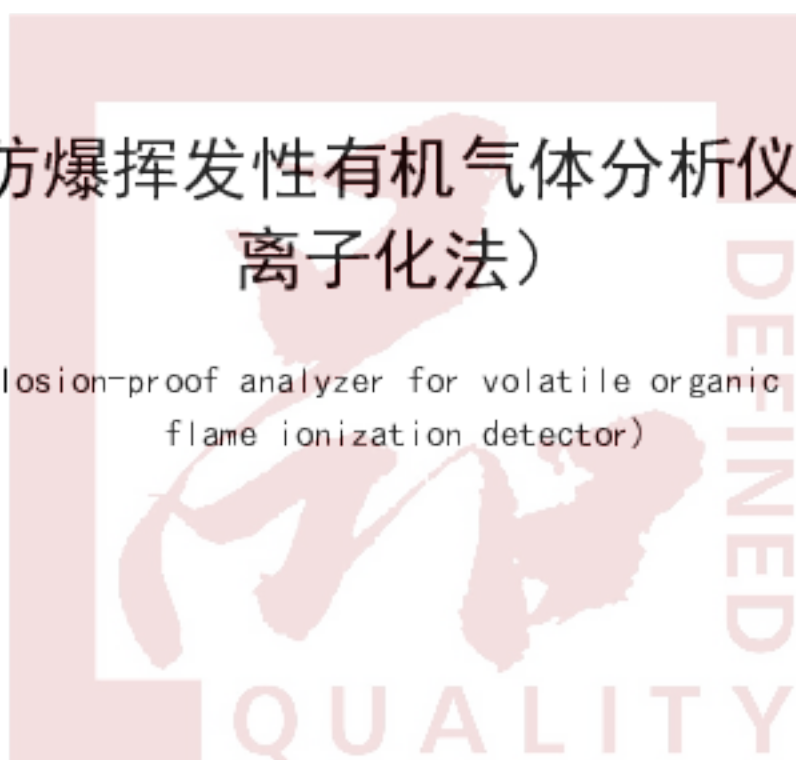 防爆挥发性有机气体分析仪
离子化法）
losion-proof analyzer for volatile organic
flame ionization detector)
DEFINED
QUALITY